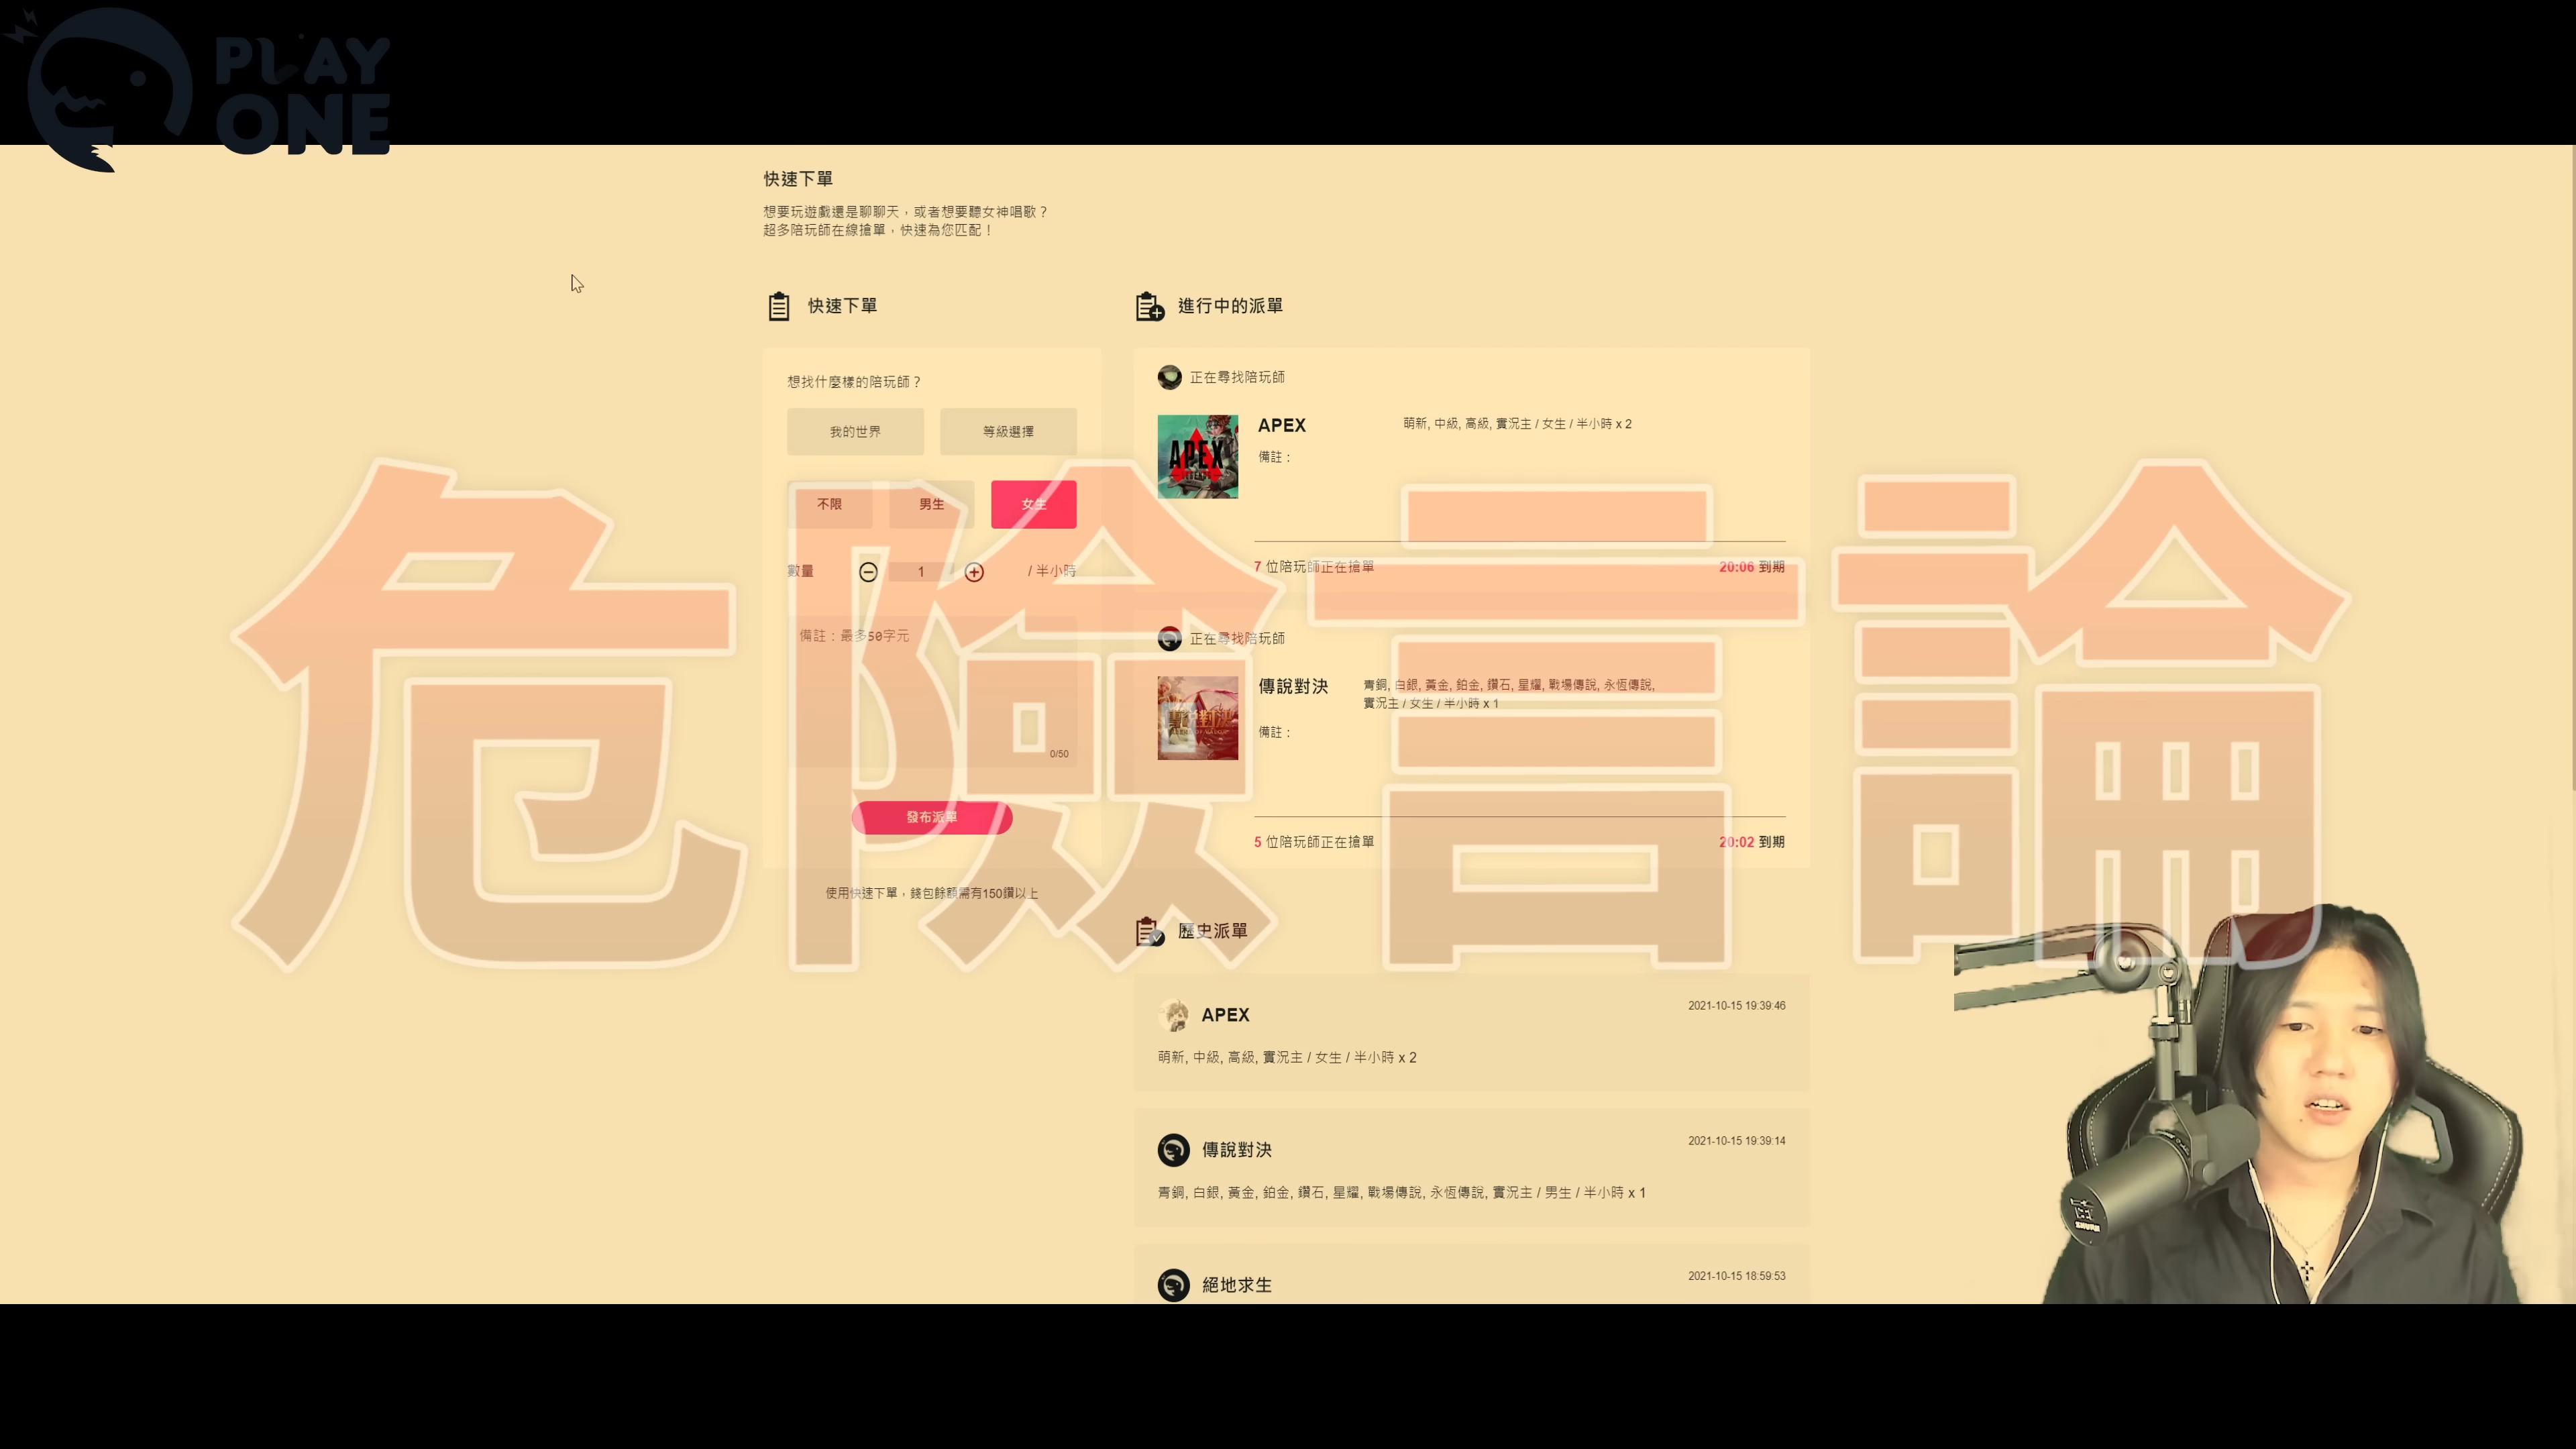 PLAY
ONE
快速下單
想要玩遊戲還是聊聊天，或者想要聽女神唱歌？
超多陪玩師在線搶單，快速為您匹配！
快速下單
想找什麼樣的陪玩師？
我的世界
等級選擇
不限
男生
女生
數量
1
/ 半小時
備註：最多50字元
0/50
發布派單
使用快速下單，錢包餘額需有150鑽以上
進行中的派單
正在尋找陪玩師
APEX
APEX
萌新, 中級, 高級, 實況主 / 女生 / 半小時 x 2
備註：
7 位陪玩師正在搶單
20:06 到期
正在尋找陪玩師
傳說對決
傳說對決
青銅, 白銀, 黃金, 鉑金, 鑽石, 星耀, 戰場傳說, 永恆傳說,
實況主 / 女生 / 半小時 x 1
備註：
5 位陪玩師正在搶單
20:02 到期
危險言論
歷史派單
APEX
2021-10-15 19:39:46
萌新, 中級, 高級, 實況主 / 女生 / 半小時 x 2
傳說對決
2021-10-15 19:39:14
青銅, 白銀, 黃金, 鉑金, 鑽石, 星耀, 戰場傳說, 永恆傳說, 實況主 / 男生 / 半小時 x 1
絕地求生
2021-10-15 18:59:53